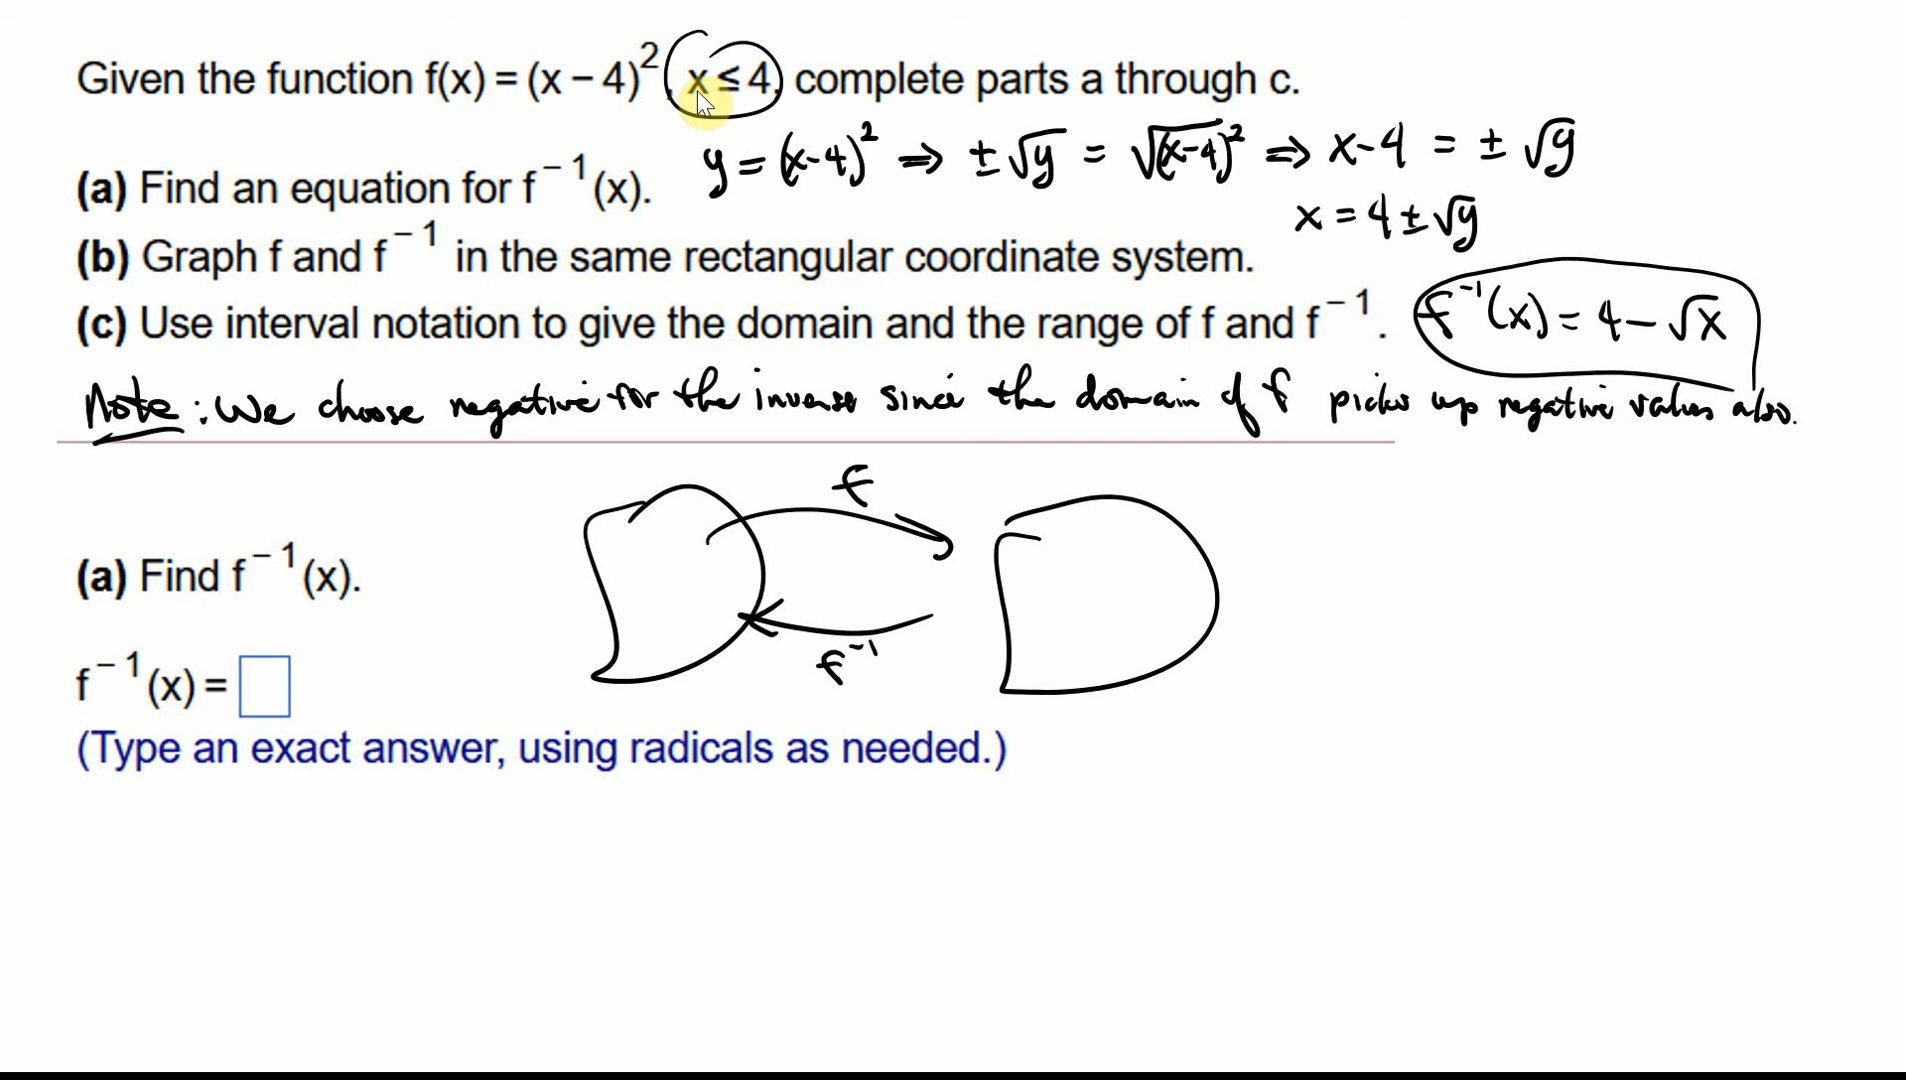 Given the function f(x) = (x − 4)², x ≤ 4, complete parts a through c.
y = (x-4)² ⇒ ±√y = √(x-4)² ⇒ x-4 = ±√y
(a) Find an equation for f⁻¹(x).
x = 4 ± √y
(b) Graph f and f⁻¹ in the same rectangular coordinate system.
(c) Use interval notation to give the domain and the range of f and f⁻¹.
f⁻¹(x) = 4 − √x
Note: We choose negative for the inverse since the domain of f picks up negative values also.
f
(a) Find f⁻¹(x).
f⁻¹
f⁻¹(x) =
(Type an exact answer, using radicals as needed.)